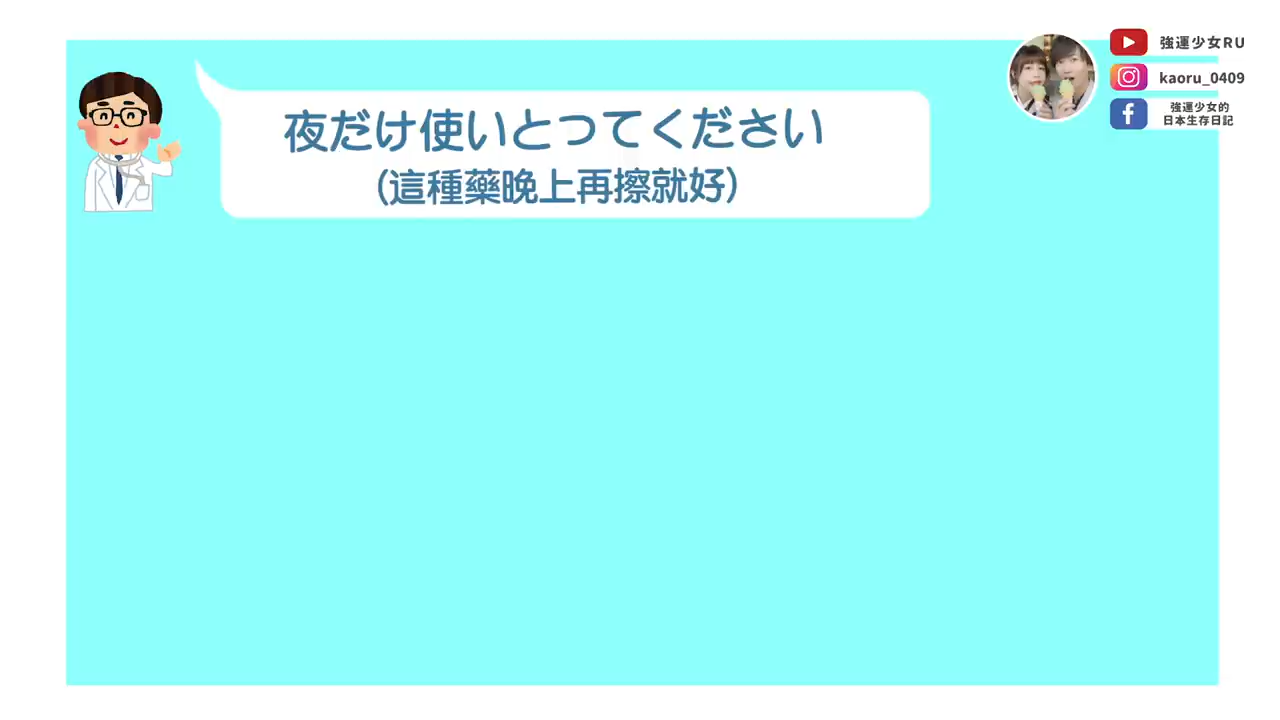 夜だけ使いとつてください
(這種藥晚上再擦就好)
強運少女RU
kaoru_0409
強運少女的
日本生存日記